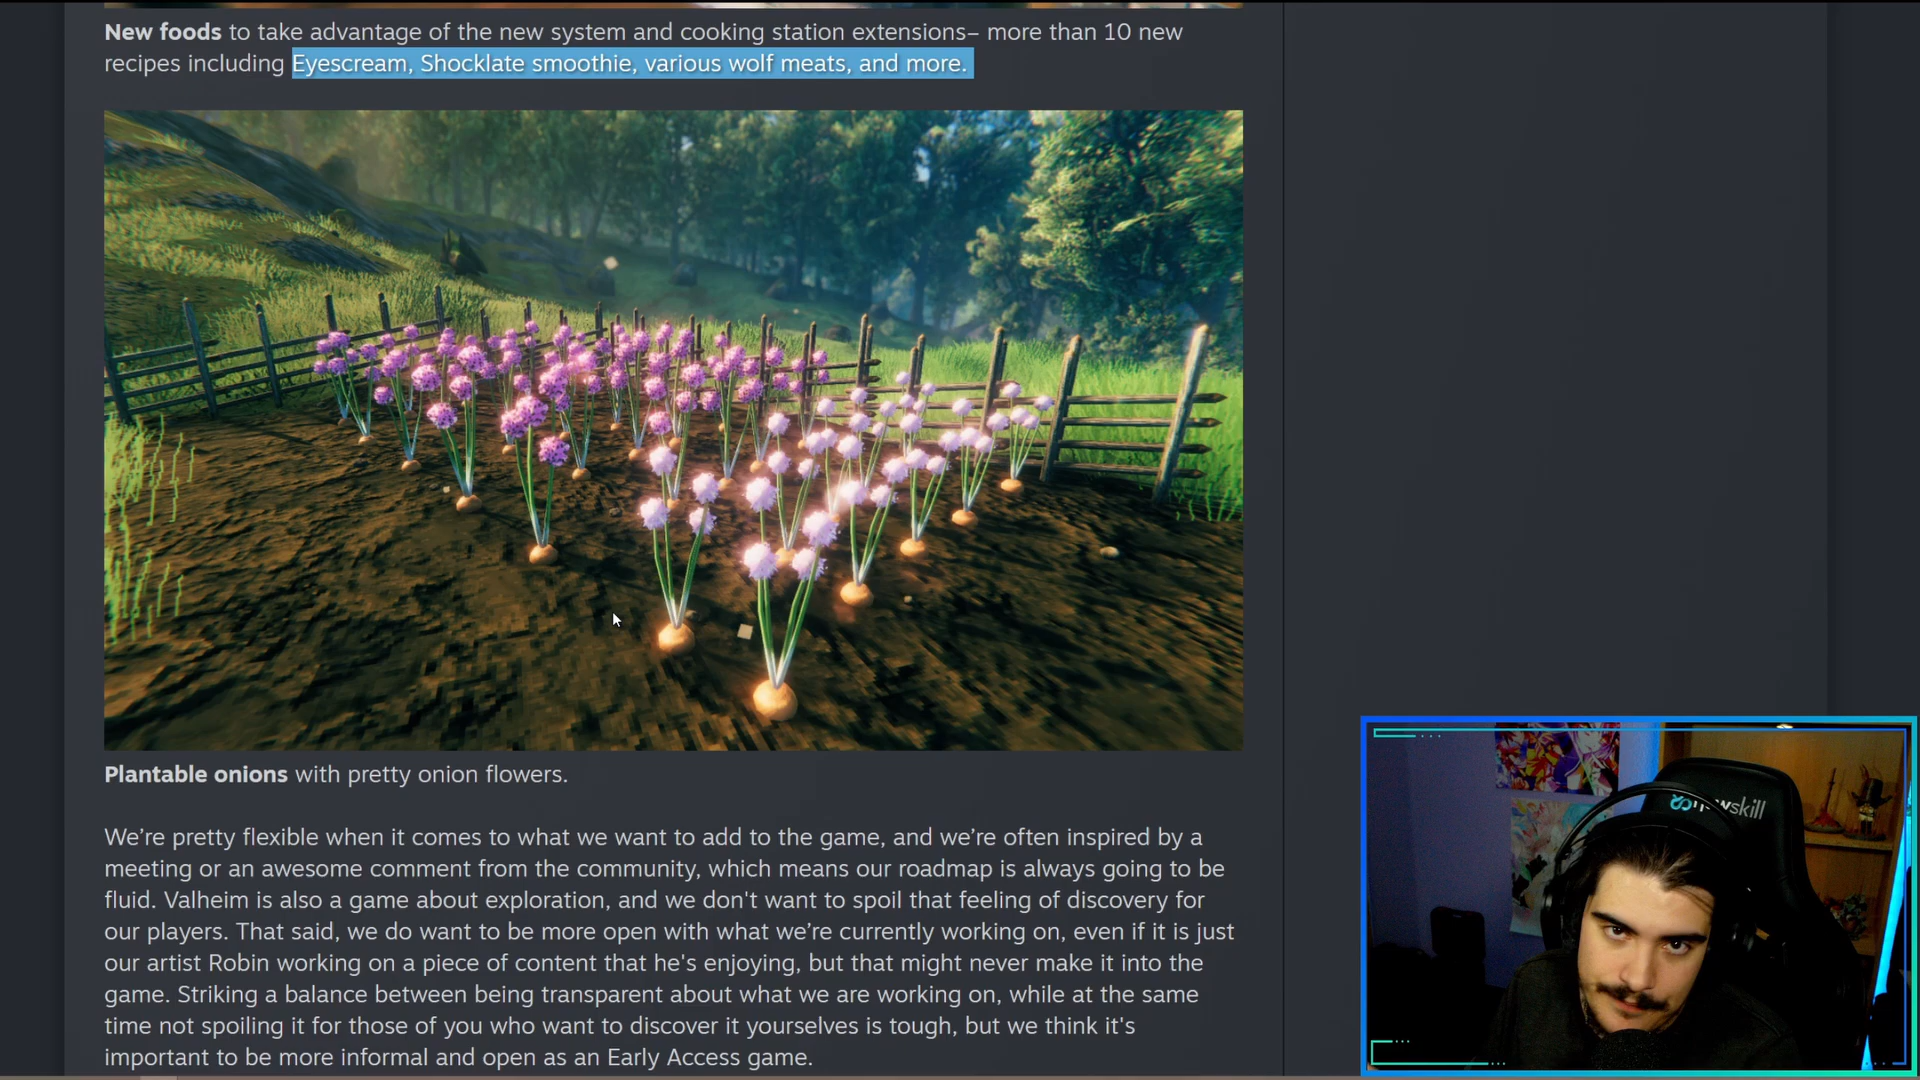 New foods to take advantage of the new system and cooking station extensions– more than 10 new
recipes including Eyescream, Shocklate smoothie, various wolf meats, and more.
Plantable onions with pretty onion flowers.
We're pretty flexible when it comes to what we want to add to the game, and we're often inspired by a
meeting or an awesome comment from the community, which means our roadmap is always going to be
fluid. Valheim is also a game about exploration, and we don't want to spoil that feeling of discovery for
our players. That said, we do want to be more open with what we're currently working on, even if it is just
our artist Robin working on a piece of content that he's enjoying, but that might never make it into the
game. Striking a balance between being transparent about what we are working on, while at the same
time not spoiling it for those of you who want to discover it yourselves is tough, but we think it's
important to be more informal and open as an Early Access game.
newskill